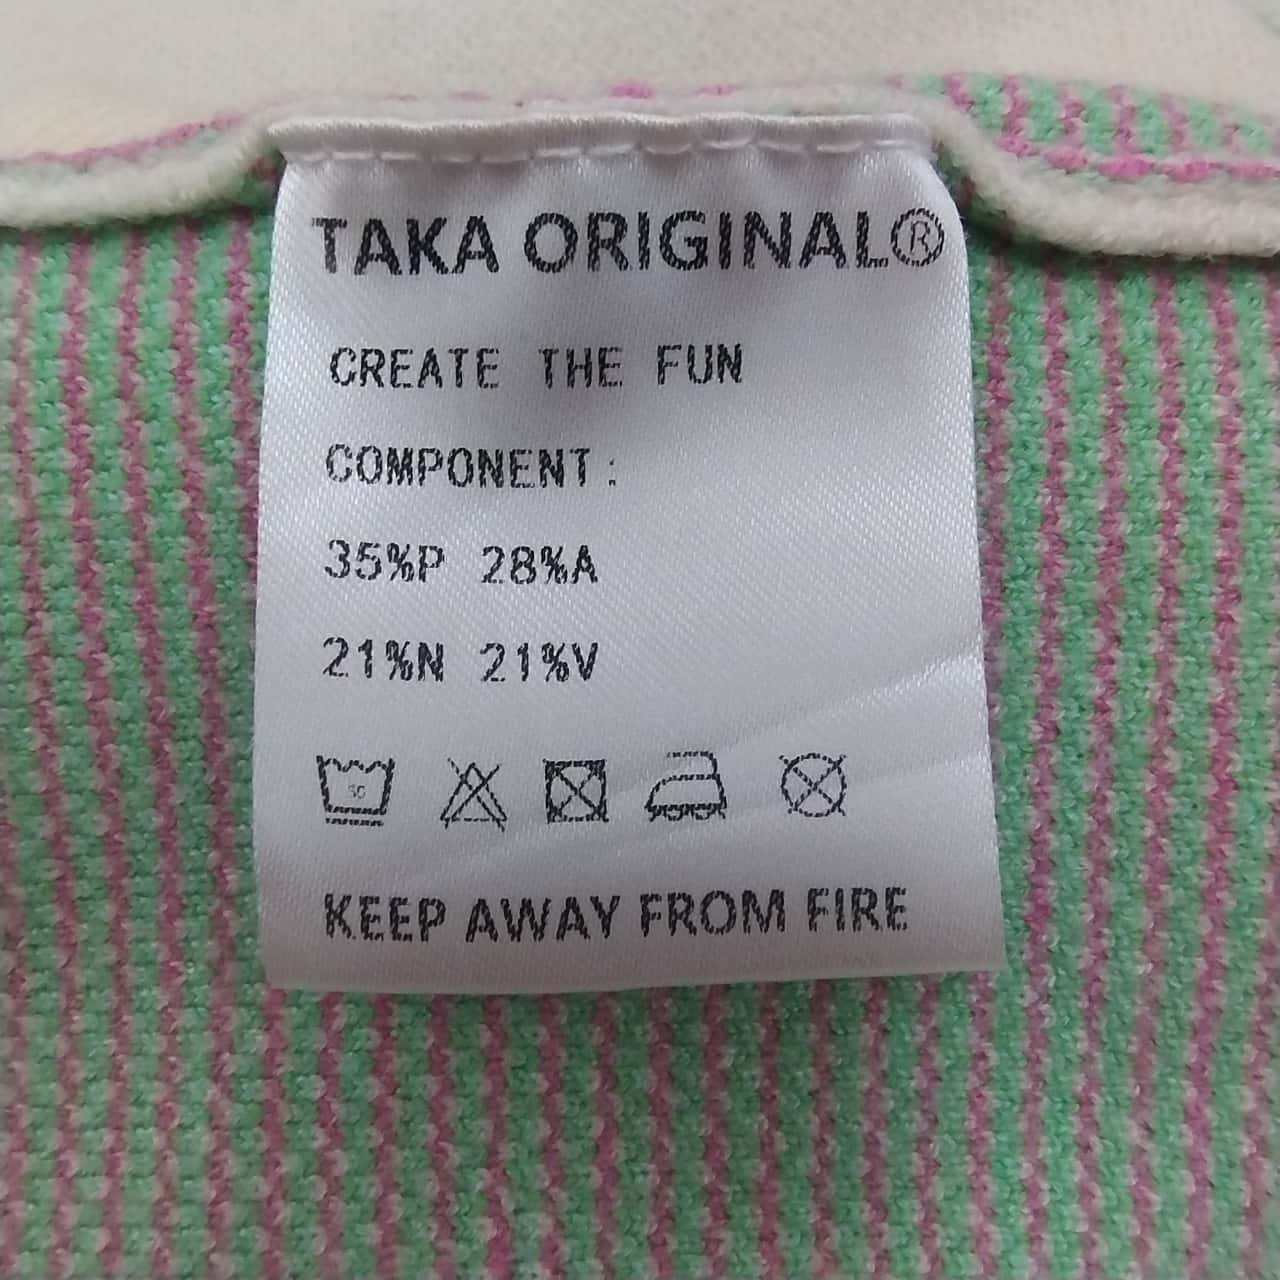 TAKA ORIGINAL®
CREATE THE FUN
COMPONENT:
35%P 28%A
21%N 21%V
KEEP AWAY FROM FIRE